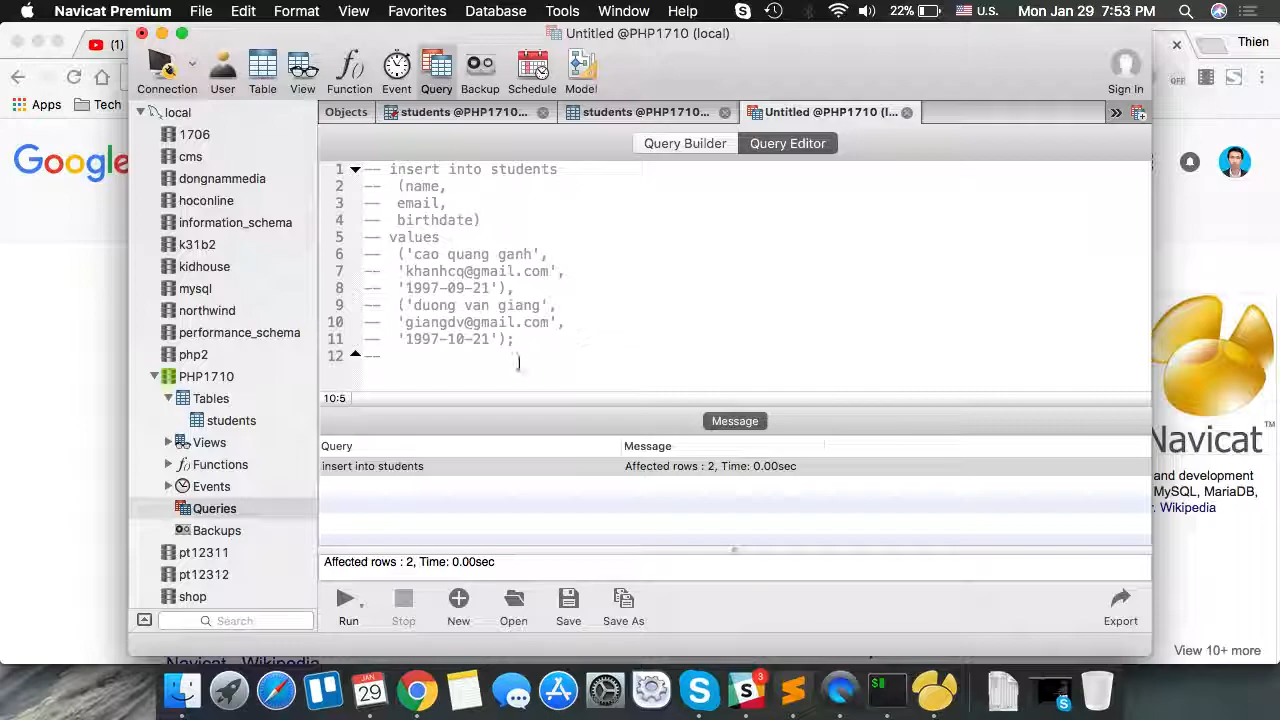 Navicat Premium File Edit Format View Favorites Database Tools Window Help 22% U.S. Mon Jan 29 7:53 PM
Untitled @PHP1710 (local)
(1) Thien
Connection User Table View Function Event Query Backup Schedule Model Sign In
Apps Tech
OFF
local
Objects students @PHP1710... students @PHP1710... Untitled @PHP1710 (l...
1706
cms
dongnammedia
hoconline
information_schema
k31b2
kidhouse
mysql
northwind
performance_schema
php2
PHP1710
Tables
students
Views
Functions
Events
Queries
Backups
pt12311
pt12312
shop
Search
Query Builder Query Editor
1 -- insert into students
2 -- (name,
3 -- email,
4 -- birthdate)
5 -- values
6 -- ('cao quang ganh',
7 -- 'khanhcq@gmail.com',
8 -- '1997-09-21'),
9 -- ('duong van giang',
10 -- 'giangdv@gmail.com',
11 -- '1997-10-21');
12 --
10:5
Message
Query Message
insert into students Affected rows : 2, Time: 0.00sec
Affected rows : 2, Time: 0.00sec
Run Stop New Open Save Save As Export
Google
Navicat™
and development
MySQL, MariaDB,
Wikipedia
View 10+ more
Navicat - Wikipedia
JAN
29
3